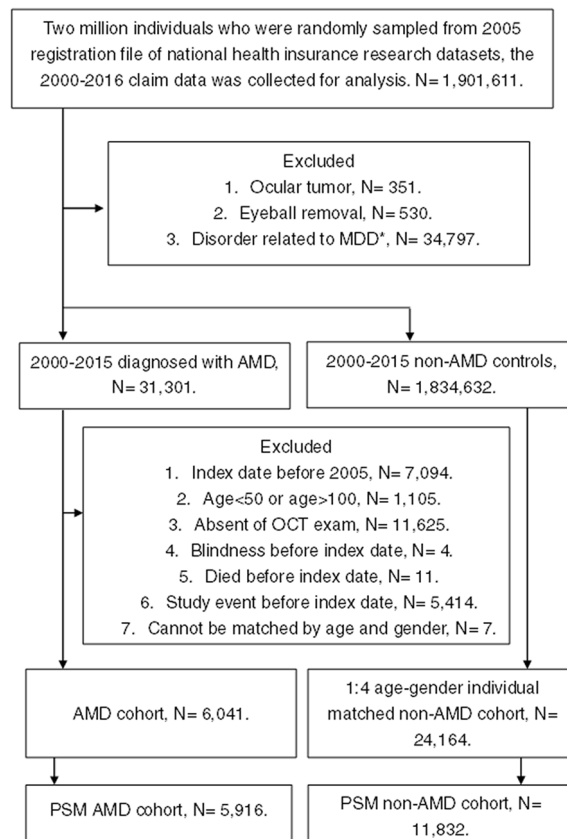 Two million individuals who were randomly sampled from 2005
registration file of national health insurance research datasets, the
2000-2016 claim data was collected for analysis. N= 1,901,611.
Excluded
1. Ocular tumor, N= 351.
2. Eyeball removal, N= 530.
3. Disorder related to MDD*, N= 34,797.
2000-2015 diagnosed with AMD,
N= 31,301.
2000-2015 non-AMD controls,
N= 1,834,632.
Excluded
1. Index date before 2005, N= 7,094.
2. Age<50 or age>100, N= 1,105.
3. Absent of OCT exam, N= 11,625.
4. Blindness before index date, N= 4.
5. Died before index date, N= 11.
6. Study event before index date, N= 5,414.
7. Cannot be matched by age and gender, N= 7.
AMD cohort, N= 6,041.
1:4 age-gender individual
matched non-AMD cohort, N=
24,164.
PSM AMD cohort, N= 5,916.
PSM non-AMD cohort, N=
11,832.